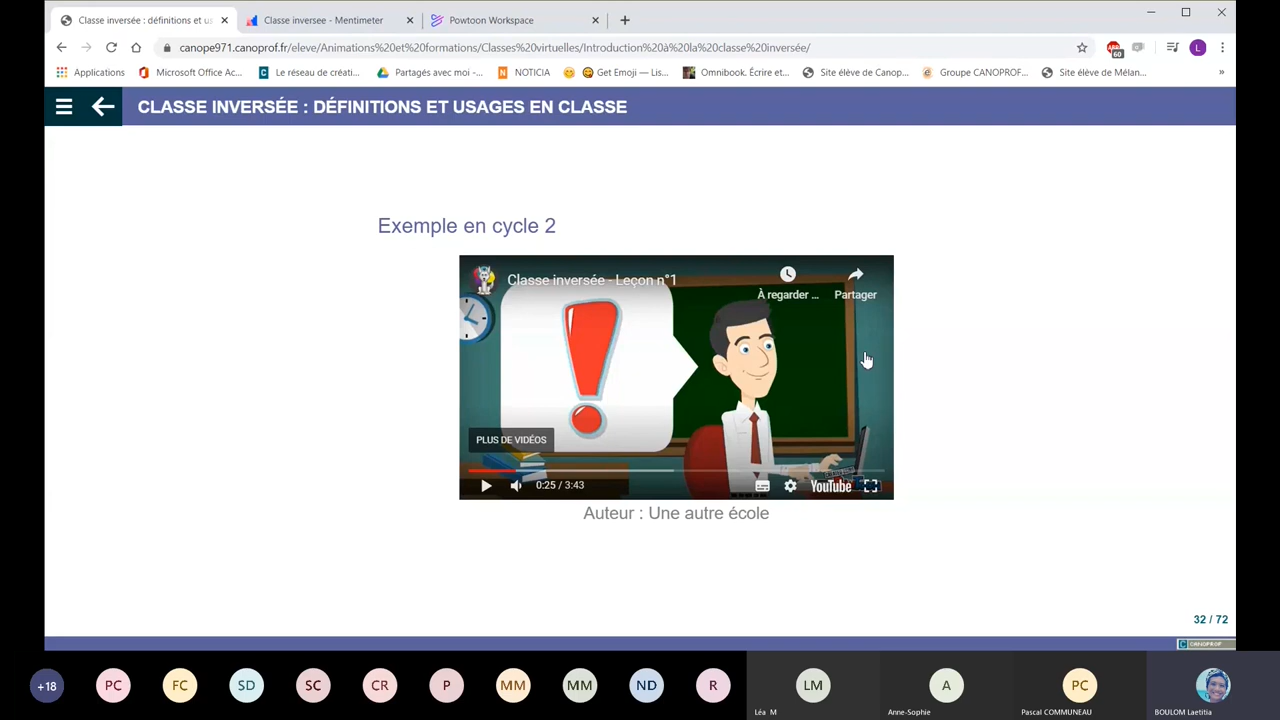 Classe inversée : définitions et us
Classe inversee - Mentimeter
Powtoon Workspace
canope971.canoprof.fr/eleve/Animations%20et%20formations/Classes%20virtuelles/Introduction%20à%20la%20classe%20inversée/
60
L
Applications
Microsoft Office Ac...
Le réseau de créati...
Partagés avec moi -...
NOTICIA
Get Emoji — Lis...
Omnibook. Écrire et...
Site élève de Canop...
Groupe CANOPROF...
Site élève de Mélan...
»
CLASSE INVERSÉE : DÉFINITIONS ET USAGES EN CLASSE
Exemple en cycle 2
Classe inversée - Leçon n°1
À regarder ...
Partager
!
PLUS DE VIDÉOS
0:25 / 3:43
YouTube
Auteur : Une autre école
32 / 72
CANOPROF
+18
PC
FC
SD
SC
CR
P
MM
MM
ND
R
LM
Léa M
A
Anne-Sophie
PC
Pascal COMMUNEAU
BOULOM Laetitia